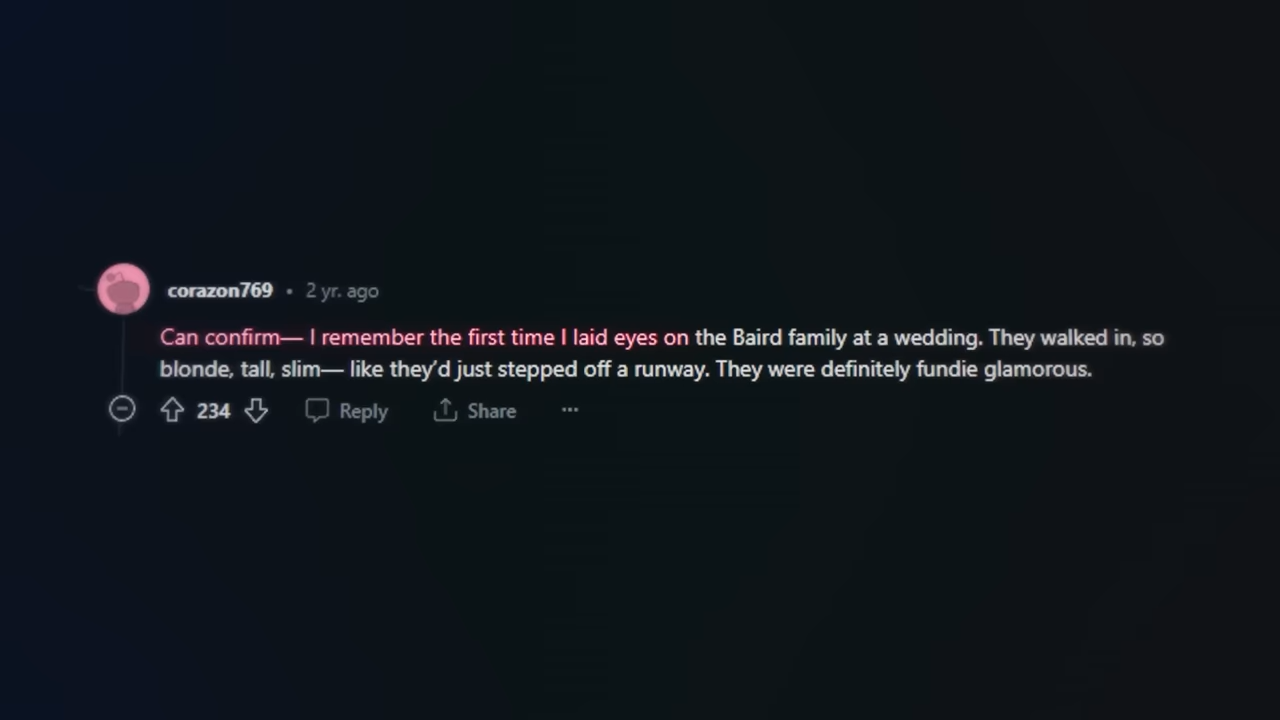 corazon769 • 2 yr. ago
Can confirm— I remember the first time I laid eyes on the Baird family at a wedding. They walked in, so
blonde, tall, slim— like they’d just stepped off a runway. They were definitely fundie glamorous.
234 Reply Share ···